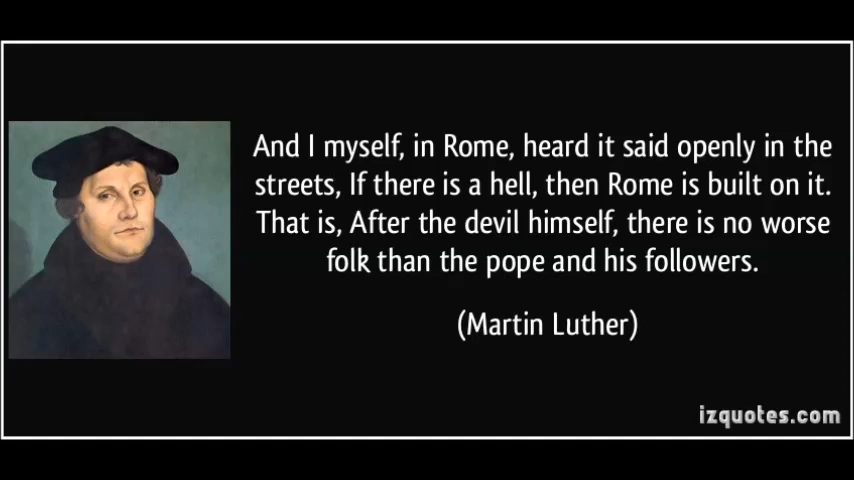 And I myself, in Rome, heard it said openly in the
streets, If there is a hell, then Rome is built on it.
That is, After the devil himself, there is no worse
folk than the pope and his followers.
(Martin Luther)
izquotes.com